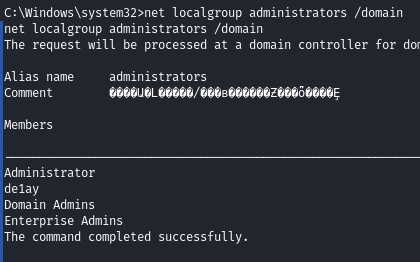 C:\Windows\system32>net localgroup administrators /domain
net localgroup administrators /domain
The request will be processed at a domain controller for do
Alias name administrators
Comment
Members
Administrator
de1ay
Domain Admins
Enterprise Admins
The command completed successfully.